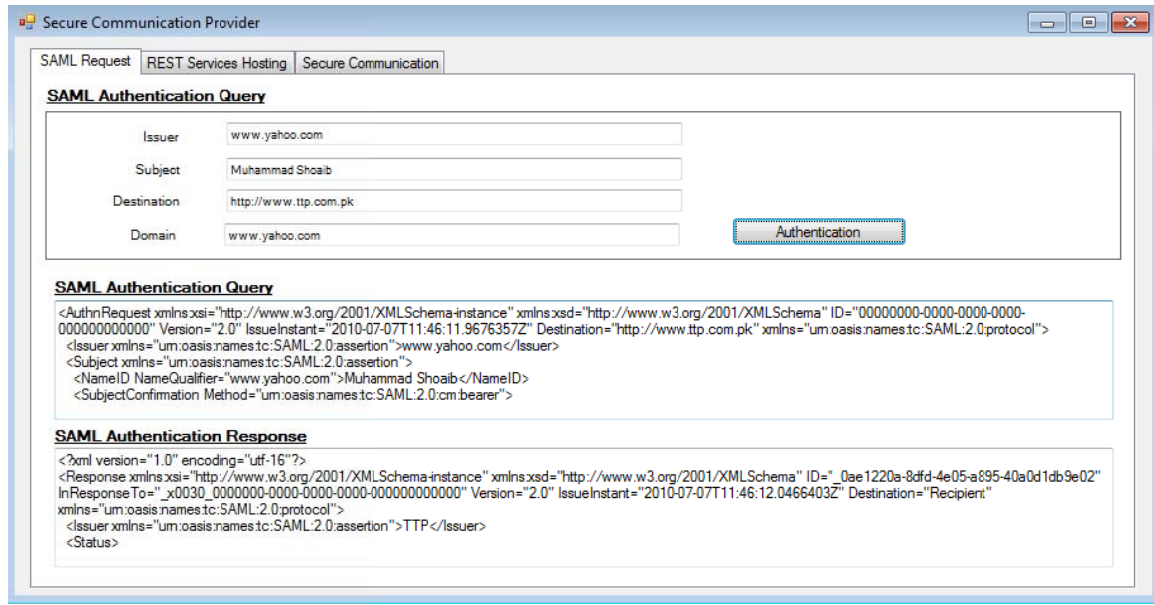 Secure Communication Provider
SAML Request REST Services Hosting Secure Communication
SAML Authentication Query
Issuer www.yahoo.com
Subject Muhammad Shoaib
Destination http://www.ttp.com.pk
Domain www.yahoo.com Authentication
SAML Authentication Query
<AuthnRequest xmlns:xsi="http://www.w3.org/2001/XMLSchema-instance" xmlns:xsd="http://www.w3.org/2001/XMLSchema" ID="00000000-0000-0000-0000-
000000000000" Version="2.0" IssueInstant="2010-07-07T11:46:11.9676357Z" Destination="http://www.ttp.com.pk" xmlns="urn:oasis:names:tc:SAML:2.0:protocol">
<Issuer xmlns="urn:oasis:names:tc:SAML:2.0:assertion">www.yahoo.com</Issuer>
<Subject xmlns="urn:oasis:names:tc:SAML:2.0:assertion">
<NameID NameQualifier="www.yahoo.com">Muhammad Shoaib</NameID>
<SubjectConfirmation Method="urn:oasis:names:tc:SAML:2.0:cm:bearer">
SAML Authentication Response
<?xml version="1.0" encoding="utf-16"?>
<Response xmlns:xsi="http://www.w3.org/2001/XMLSchema-instance" xmlns:xsd="http://www.w3.org/2001/XMLSchema" ID="_0ae1220a-8dfd-4e05-a895-40a0d1db9e02"
InResponseTo="_x0030_0000000-0000-0000-0000-000000000000" Version="2.0" IssueInstant="2010-07-07T11:46:12.0466403Z" Destination="Recipient"
xmlns="urn:oasis:names:tc:SAML:2.0:protocol">
<Issuer xmlns="urn:oasis:names:tc:SAML:2.0:assertion">TTP</Issuer>
<Status>